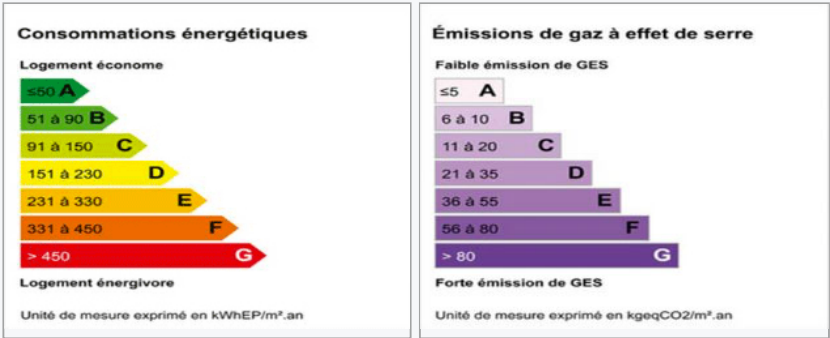 Consommations énergétiques
Logement économe
≤50 A
51 à 90 B
91 à 150 C
151 à 230 D
231 à 330 E
331 à 450 F
> 450 G
Logement énergivore
Unité de mesure exprimé en kWhEP/m².an
Émissions de gaz à effet de serre
Faible émission de GES
≤5 A
6 à 10 B
11 à 20 C
21 à 35 D
36 à 55 E
56 à 80 F
> 80 G
Forte émission de GES
Unité de mesure exprimé en kgeqCO2/m².an